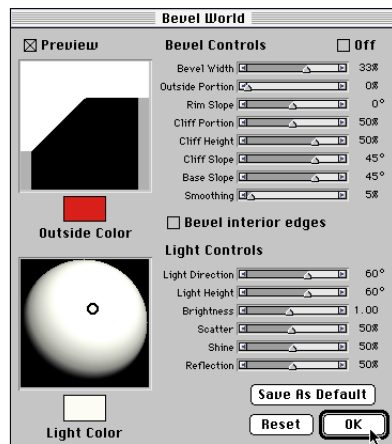 Bevel World
Preview
Bevel Controls
Off
Bevel Width 33%
Outside Portion 0%
Rim Slope 0°
Cliff Portion 50%
Cliff Height 50%
Cliff Slope 45°
Base Slope 45°
Smoothing 5%
Outside Color
Bevel interior edges
Light Controls
Light Direction 60°
Light Height 60°
Brightness 1.00
Scatter 50%
Shine 50%
Reflection 50%
Light Color
Save As Default
Reset
OK